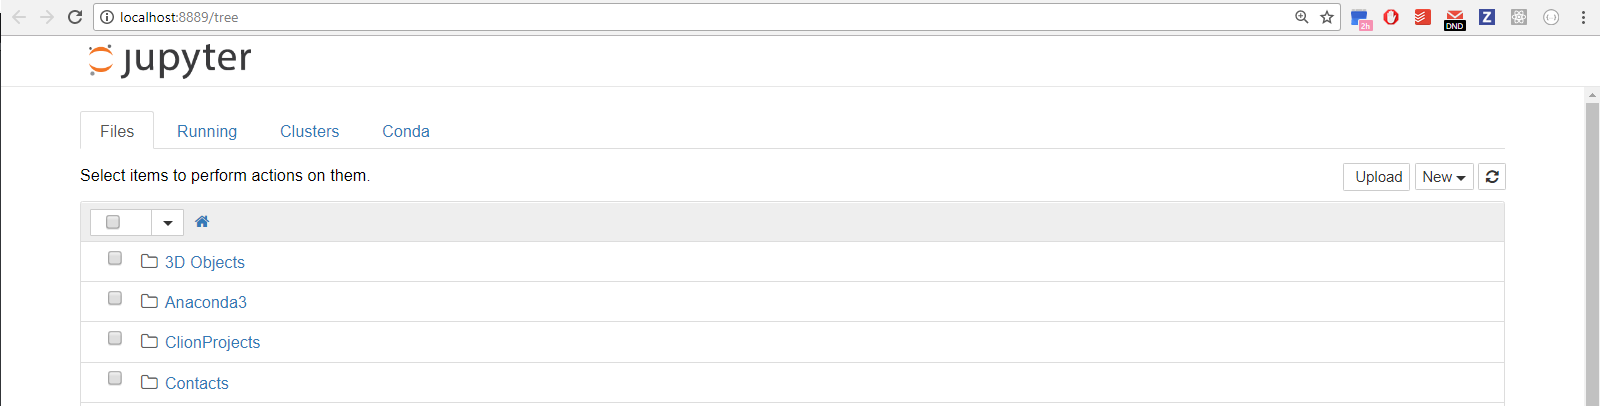 localhost:8889/tree
2h
DND
Z
jupyter
Files Running Clusters Conda
Select items to perform actions on them.
Upload New
3D Objects
Anaconda3
ClionProjects
Contacts